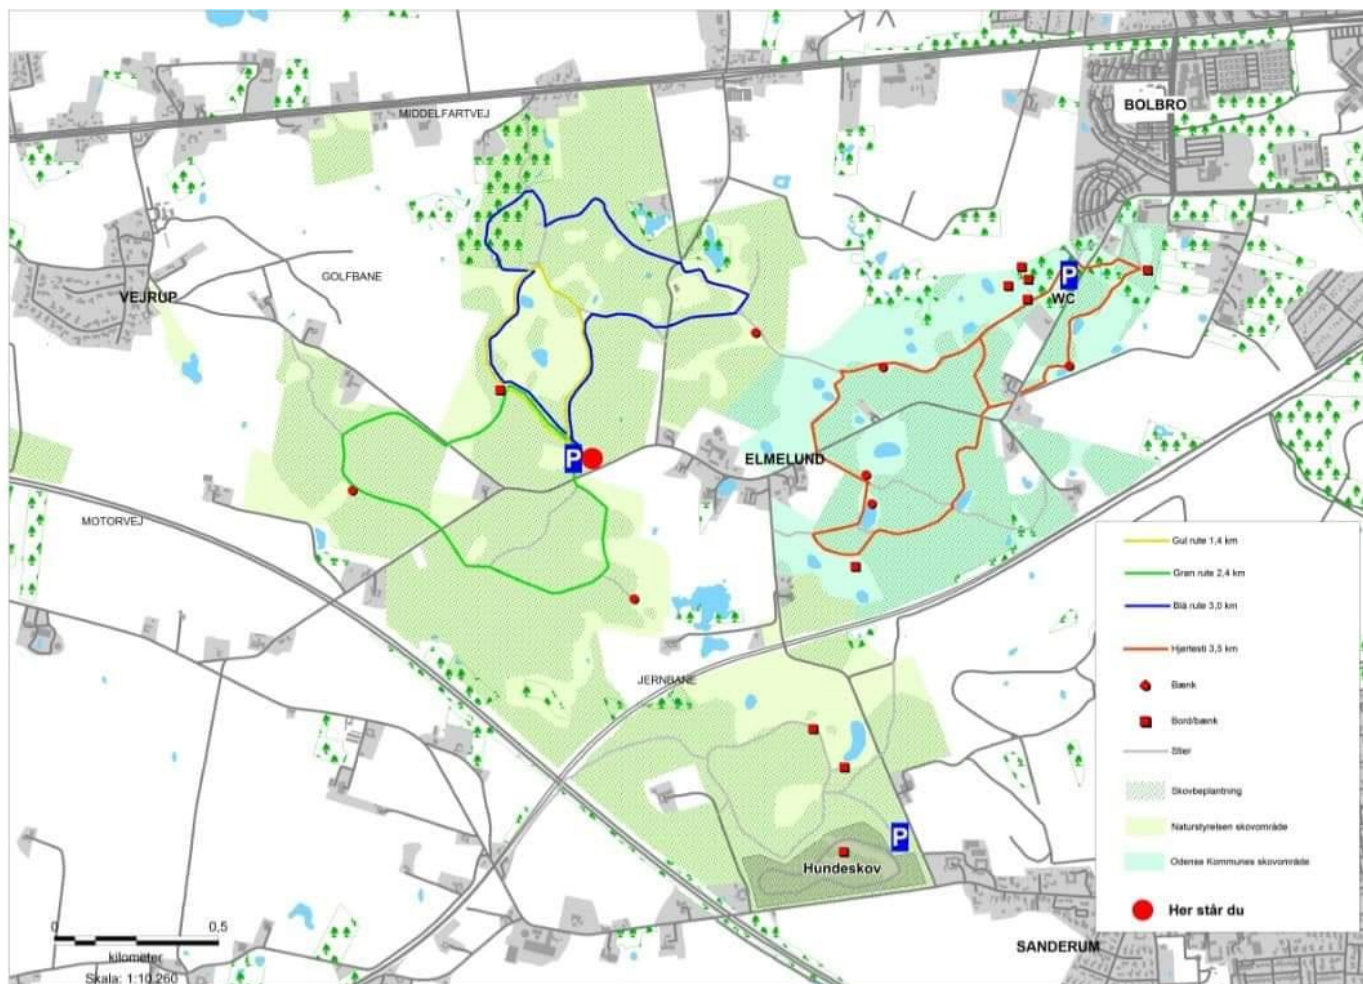 BOLBRO
MIDDELFARTVEJ
P
WC
GOLFBANE
VEJRUP
P
ELMELUND
MOTORVEJ
JERNBANE
P
Hundeskov
SANDERUM
Gul rute 1,4 km
Grøn rute 2,4 km
Blå rute 3,0 km
Hjertesti 3,5 km
Bænk
Bord/bænk
Stier
Skovbeplantning
Naturstyrelsen skovområde
Odense Kommunes skovområde
Her står du
0 0,5
kilometer
Skala: 1:10.260